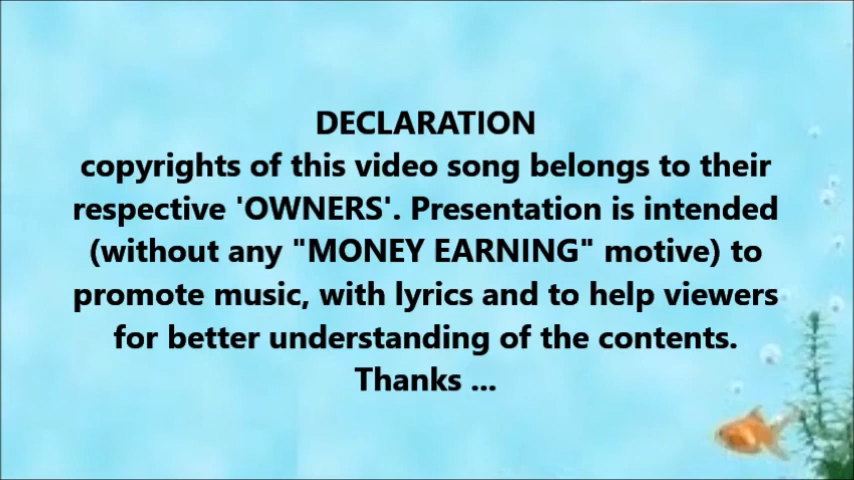 DECLARATION
copyrights of this video song belongs to their
respective 'OWNERS'. Presentation is intended
(without any "MONEY EARNING" motive) to
promote music, with lyrics and to help viewers
for better understanding of the contents.
Thanks ...